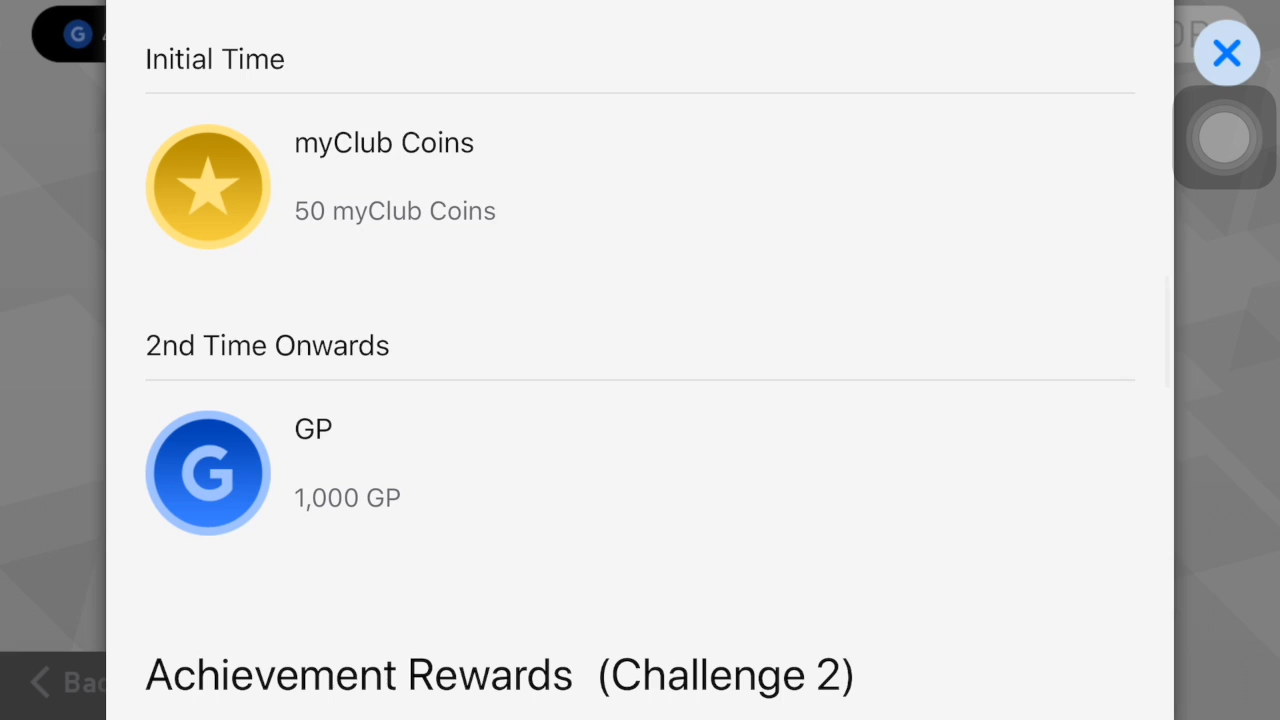 G
Initial Time
myClub Coins
50 myClub Coins
2nd Time Onwards
G
GP
1,000 GP
Achievement Rewards (Challenge 2)